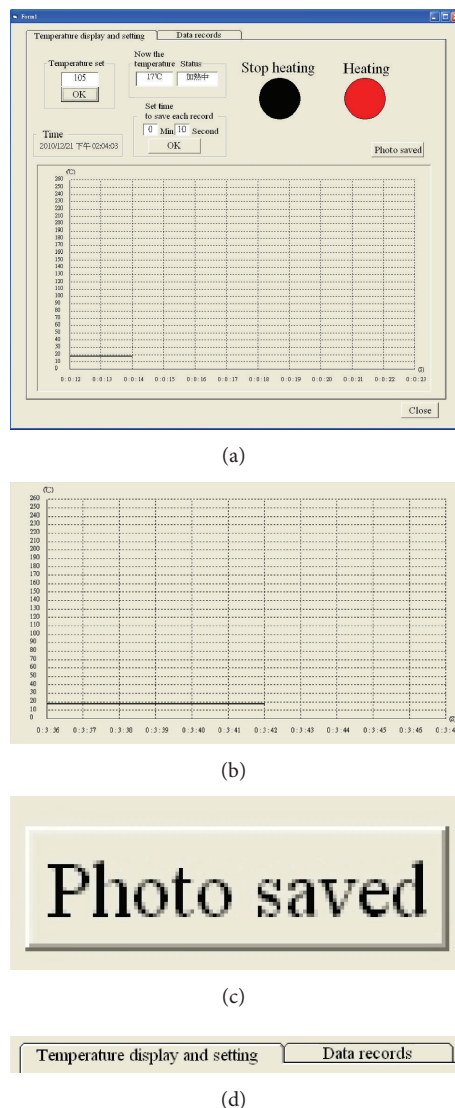 Form1
Temperature display and setting Data records
Temperature set
105
OK
Now the
temperature Status
17℃ 加熱中
Stop heating Heating
Set time
to save each record
0 Min 10 Second
OK
Time
2010/12/21 下午 02:04:03
Photo saved
(℃)
260
250
240
230
220
210
200
190
180
170
160
150
140
130
120
110
100
90
80
70
60
50
40
30
20
10
0
0:0:12 0:0:13 0:0:14 0:0:15 0:0:16 0:0:17 0:0:18 0:0:19 0:0:20 0:0:21 0:0:22 0:0:23
Close
(a)
(℃)
260
250
240
230
220
210
200
190
180
170
160
150
140
130
120
110
100
90
80
70
60
50
40
30
20
10
0
0:3:36 0:3:37 0:3:38 0:3:39 0:3:40 0:3:41 0:3:42 0:3:43 0:3:44 0:3:45 0:3:45 0:3:4
(b)
Photo saved
(c)
Temperature display and setting Data records
(d)